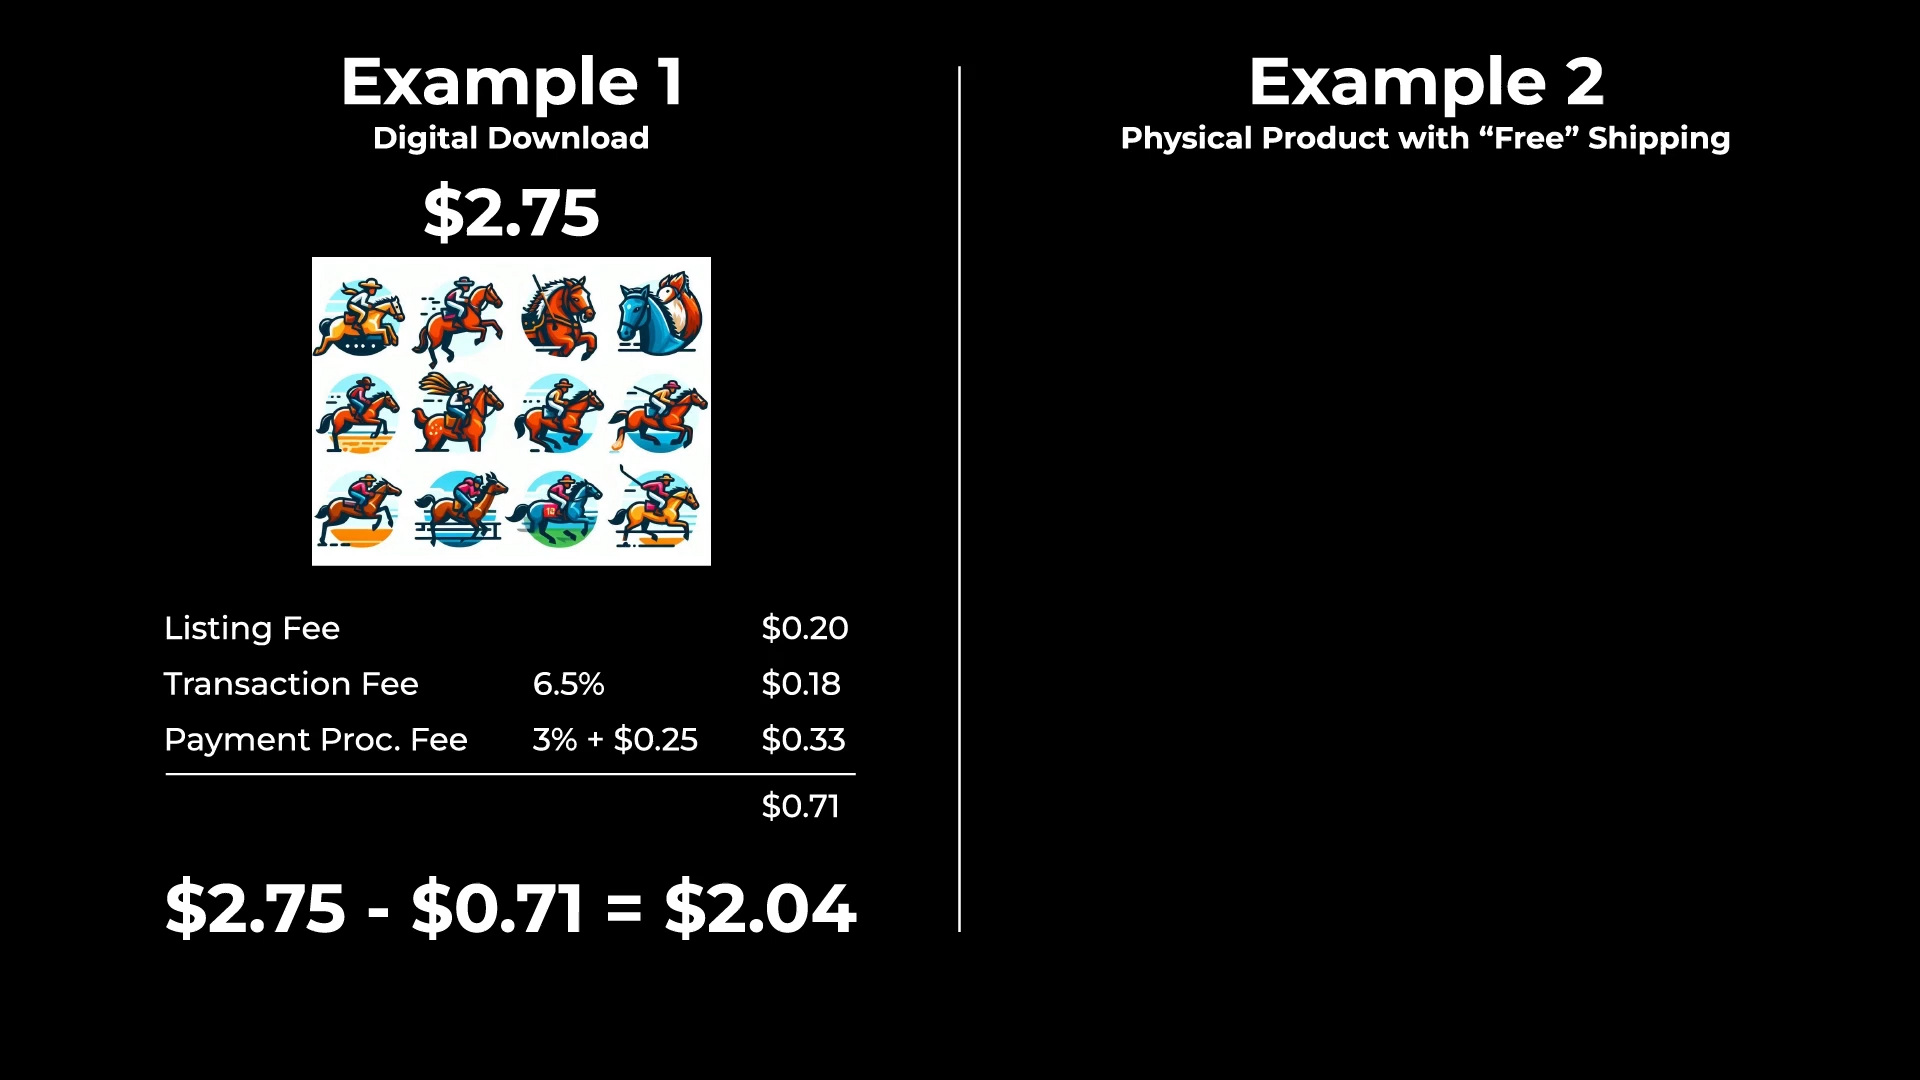 Example 1
Digital Download
$2.75
Listing Fee $0.20
Transaction Fee 6.5% $0.18
Payment Proc. Fee 3% + $0.25 $0.33
$0.71
$2.75 - $0.71 = $2.04
Example 2
Physical Product with “Free” Shipping